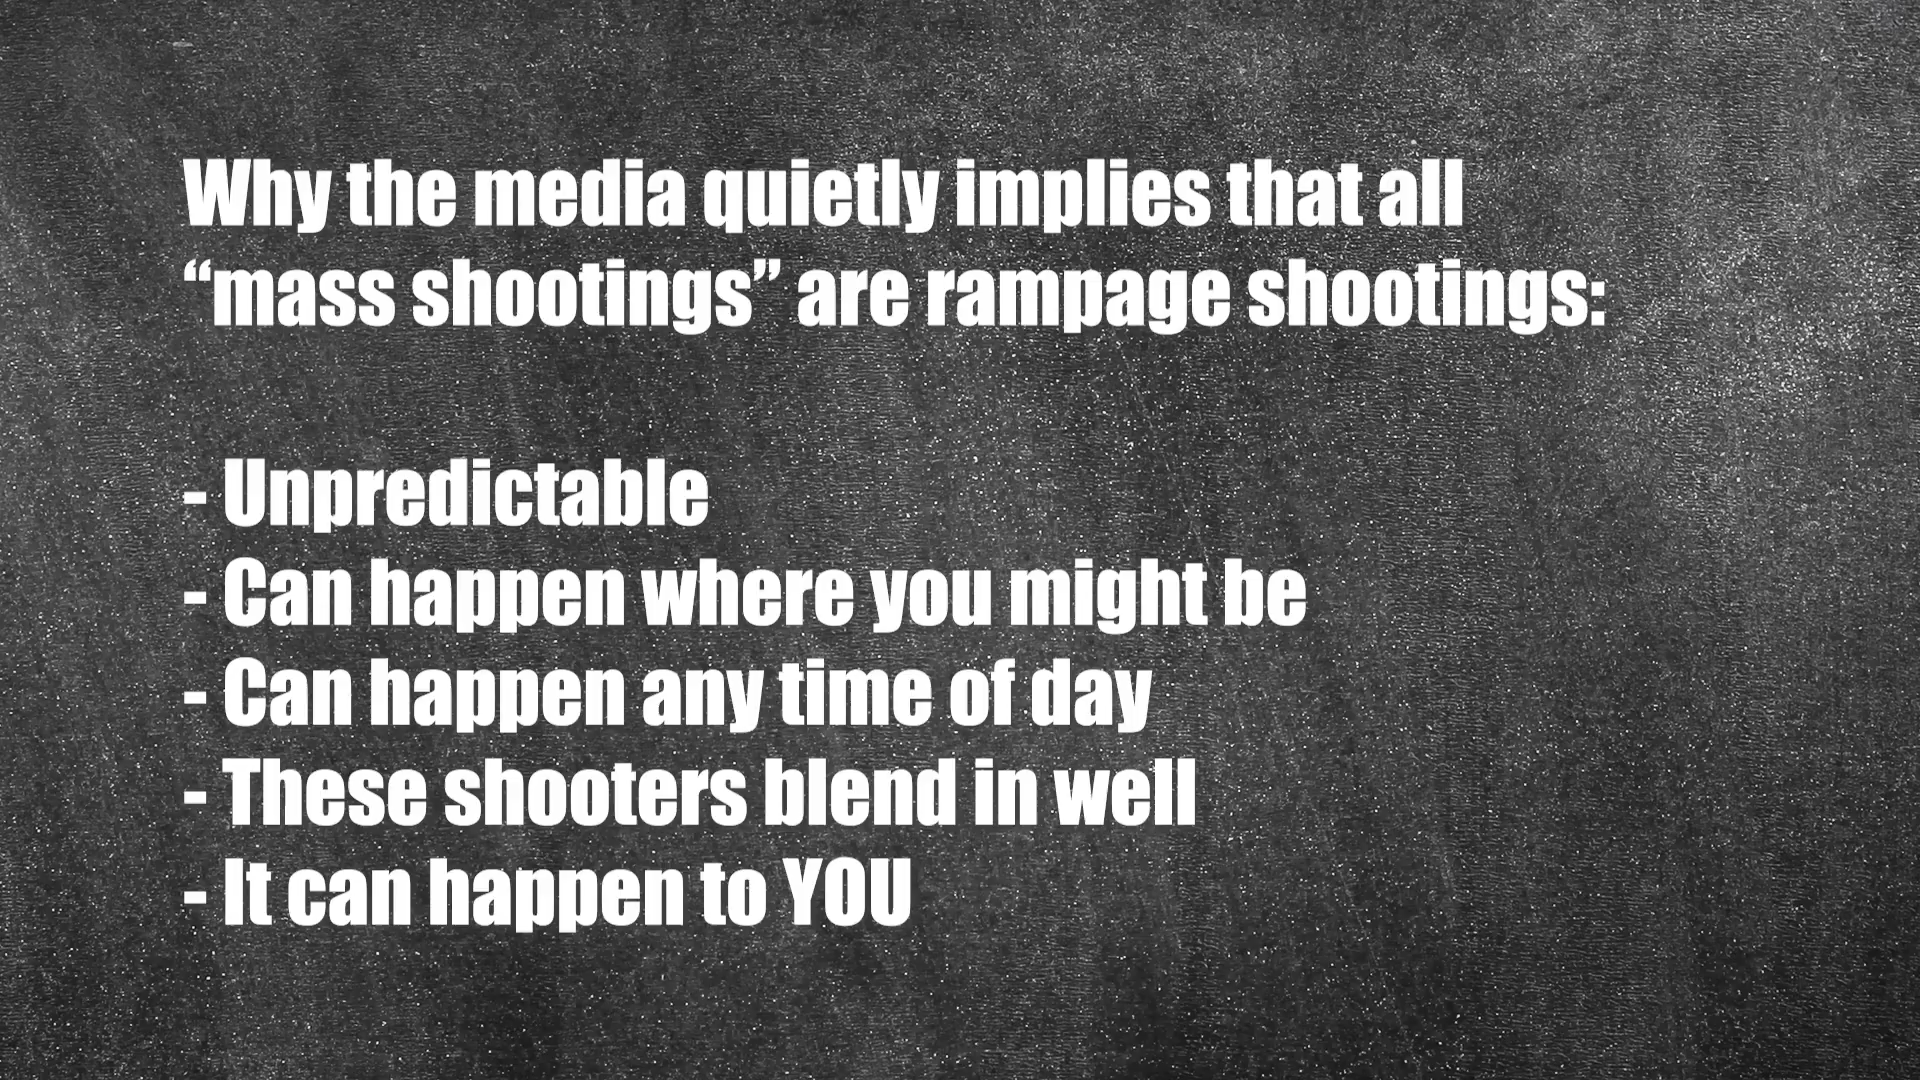 Why the media quietly implies that all
“mass shootings” are rampage shootings:
- Unpredictable
- Can happen where you might be
- Can happen any time of day
- These shooters blend in well
- It can happen to YOU